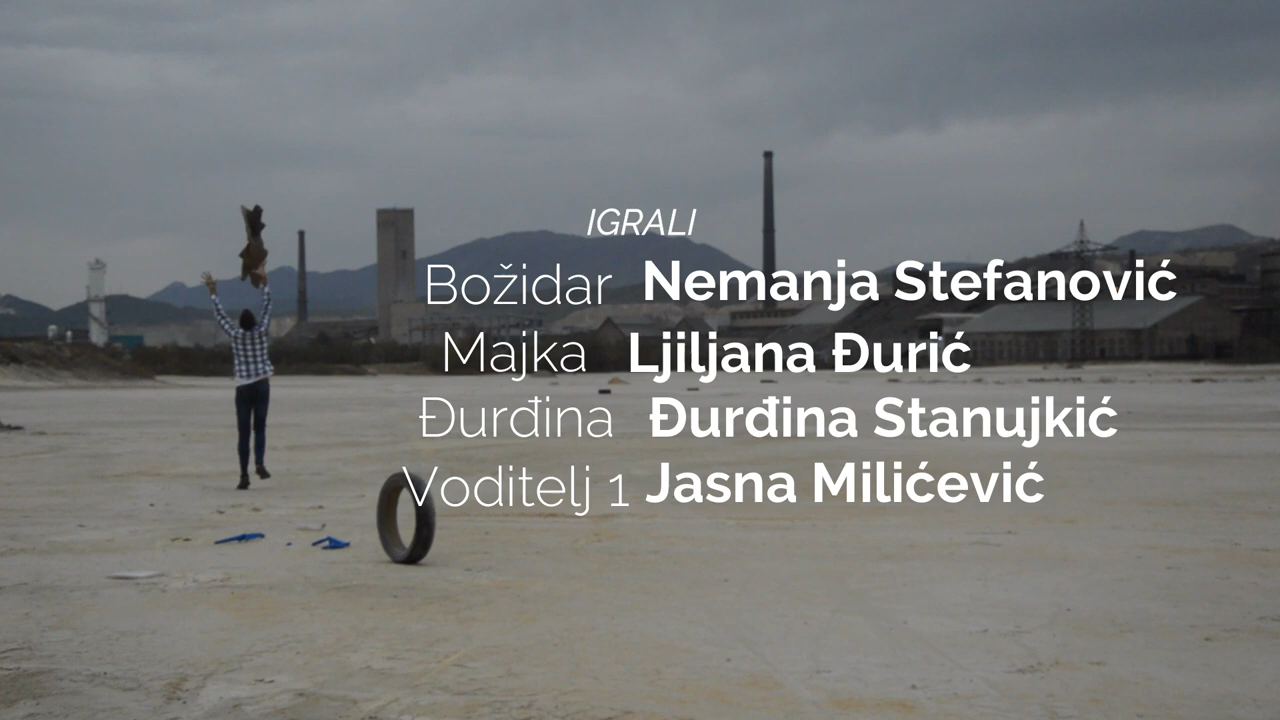 IGRALI
Božidar Nemanja Stefanović
Majka Ljiljana Đurić
Đurđina Đurđina Stanujkić
Voditelj 1 Jasna Milićević